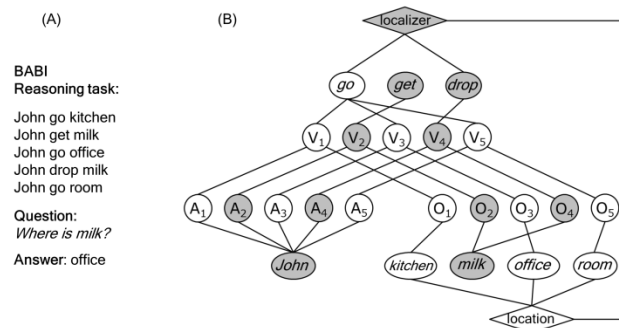 (A)
(B)
BABI
Reasoning task:
John go kitchen
John get milk
John go office
John drop milk
John go room
Question:
Where is milk?
Answer: office
localizer
go get drop
V1 V2 V3 V4 V5
A1 A2 A3 A4 A5 O1 O2 O3 O4 O5
John kitchen milk office room
location